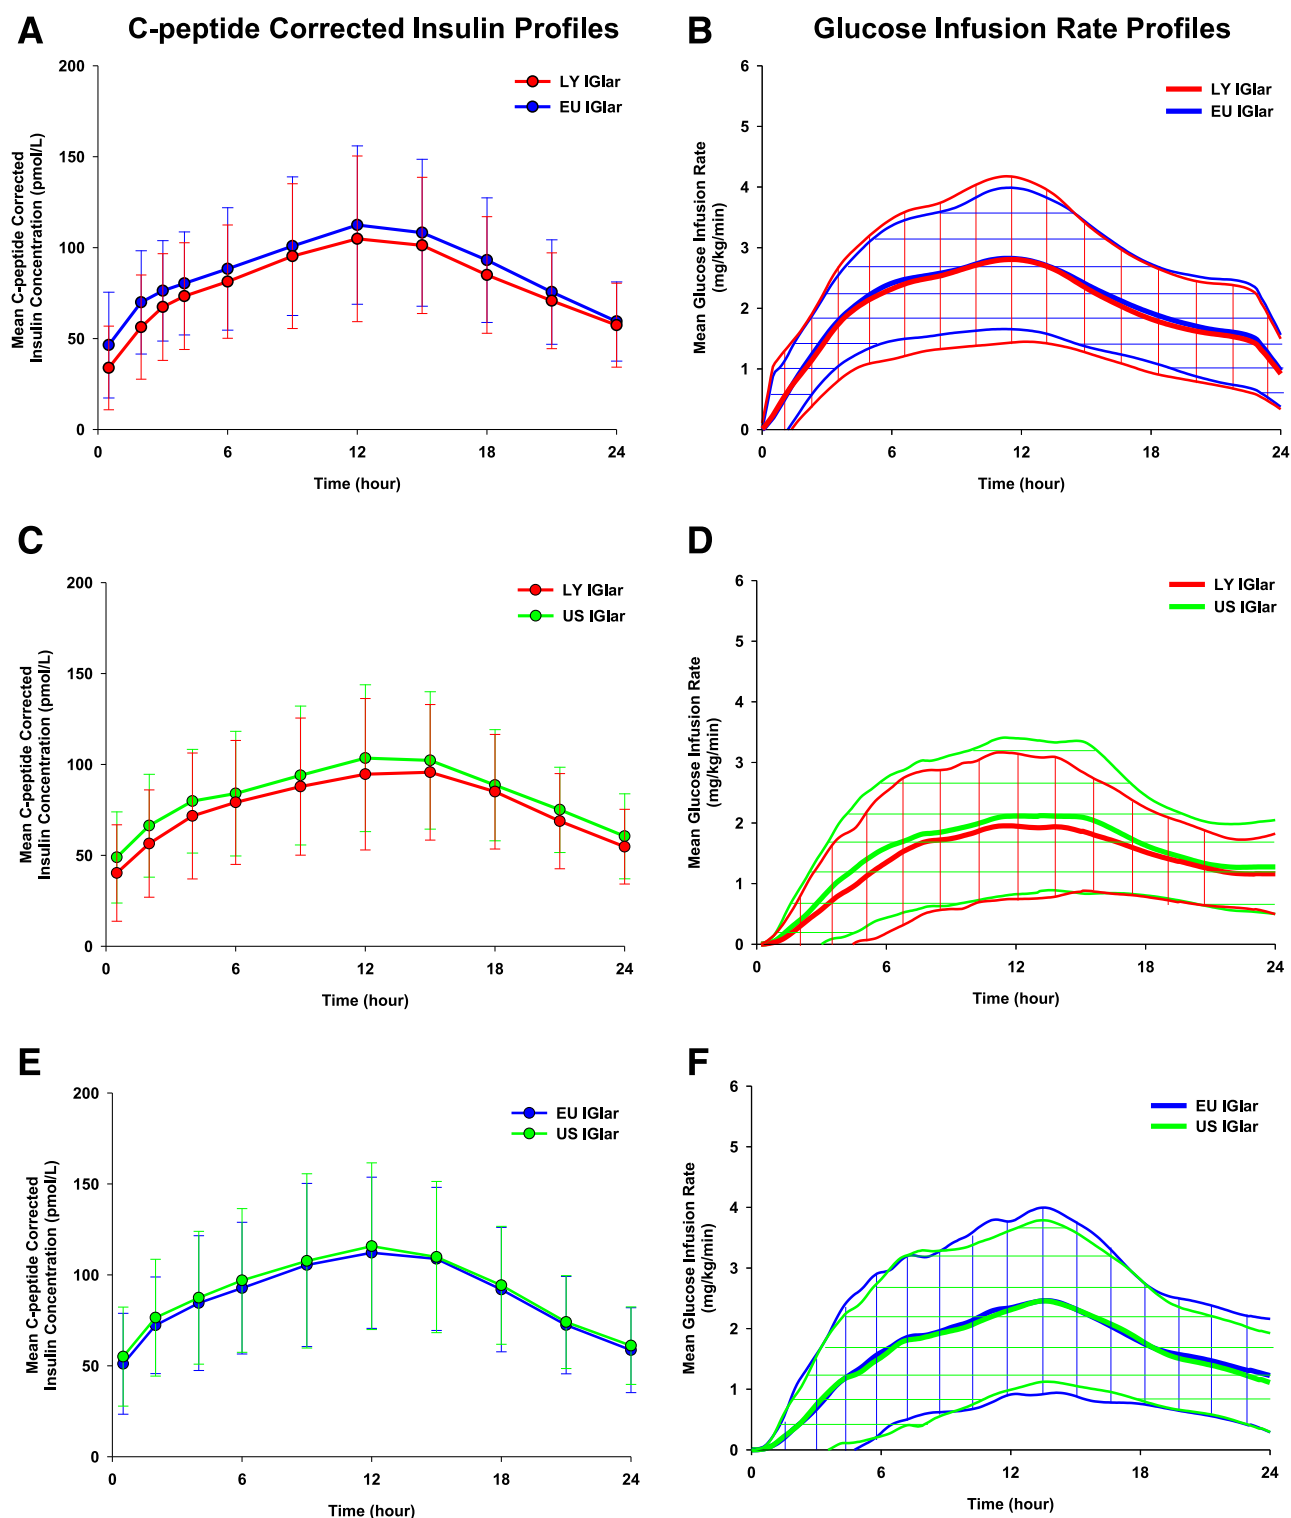 A C-peptide Corrected Insulin Profiles
B Glucose Infusion Rate Profiles
Mean C-peptide Corrected
Insulin Concentration (pmol/L)
200
150
100
50
0
0 6 12 18 24
Time (hour)
LY IGlar
EU IGlar
Mean Glucose Infusion Rate
(mg/kg/min)
6
5
4
3
2
1
0
0 6 12 18 24
Time (hour)
LY IGlar
EU IGlar
C
Mean C-peptide Corrected
Insulin Concentration (pmol/L)
200
150
100
50
0
0 6 12 18 24
Time (hour)
LY IGlar
US IGlar
D
Mean Glucose Infusion Rate
(mg/kg/min)
6
5
4
3
2
1
0
0 6 12 18 24
Time (hour)
LY IGlar
US IGlar
E
Mean C-peptide Corrected
Insulin Concentration (pmol/L)
200
150
100
50
0
0 6 12 18 24
Time (hour)
EU IGlar
US IGlar
F
Mean Glucose Infusion Rate
(mg/kg/min)
6
5
4
3
2
1
0
0 6 12 18 24
Time (hour)
EU IGlar
US IGlar